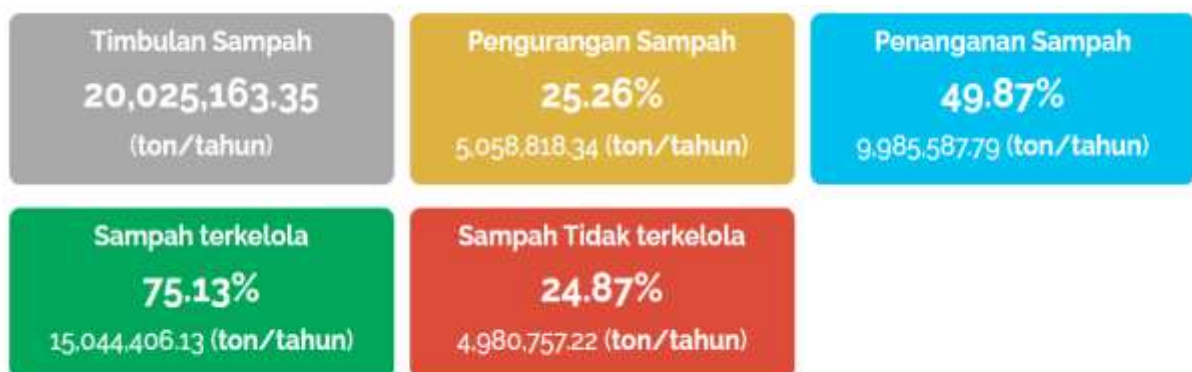 Timbulan Sampah
20,025,163.35
(ton/tahun)
Pengurangan Sampah
25.26%
5,058,818.34 (ton/tahun)
Penanganan Sampah
49.87%
9,985,587.79 (ton/tahun)
Sampah terkelola
75.13%
15,044,406.13 (ton/tahun)
Sampah Tidak terkelola
24.87%
4,980,757.22 (ton/tahun)